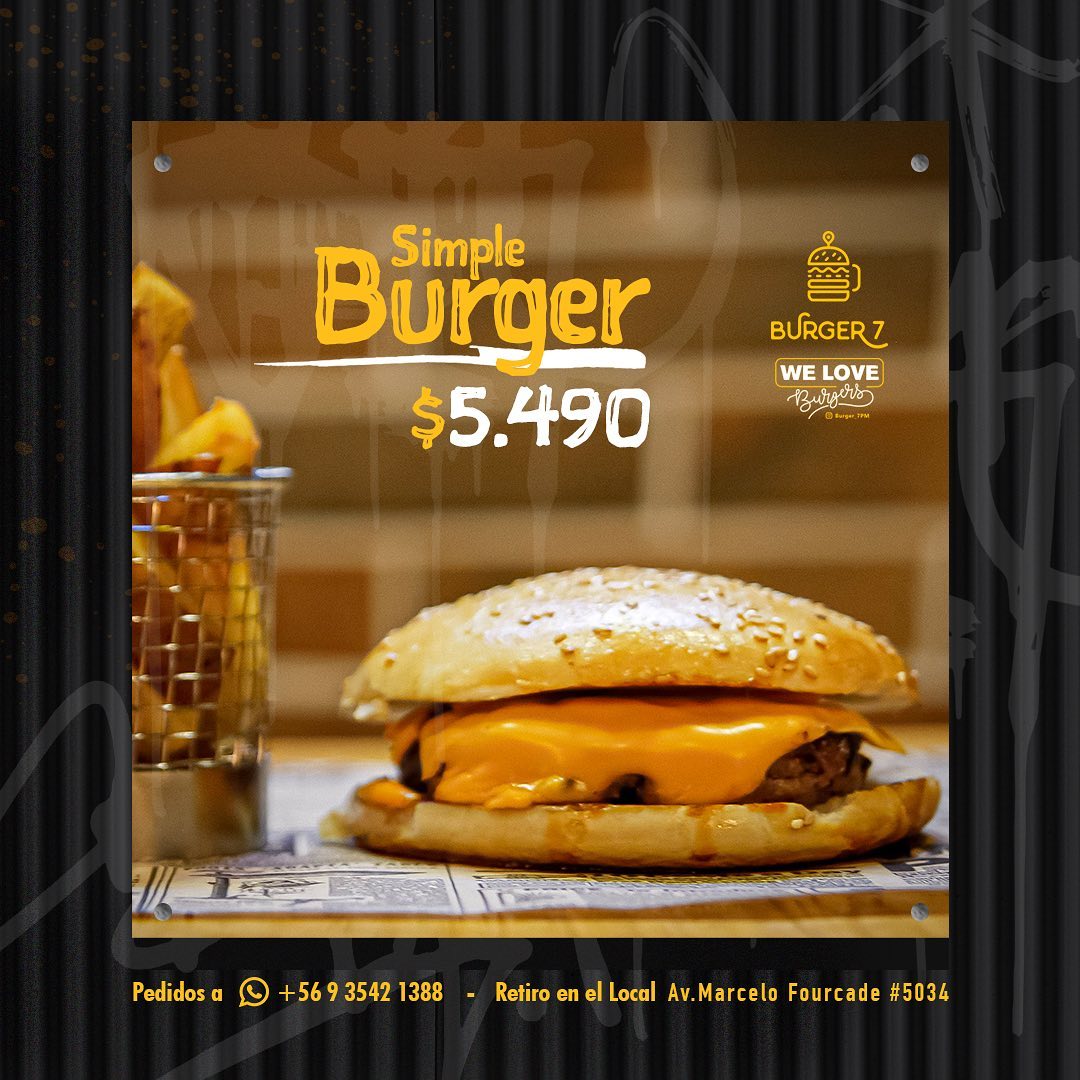 Simple
Burger
$5.490
BURGER 7
WE LOVE
Burgers
Burger_7PM
Pedidos a +56 9 3542 1388 - Retiro en el Local Av.Marcelo Fourcade #5034